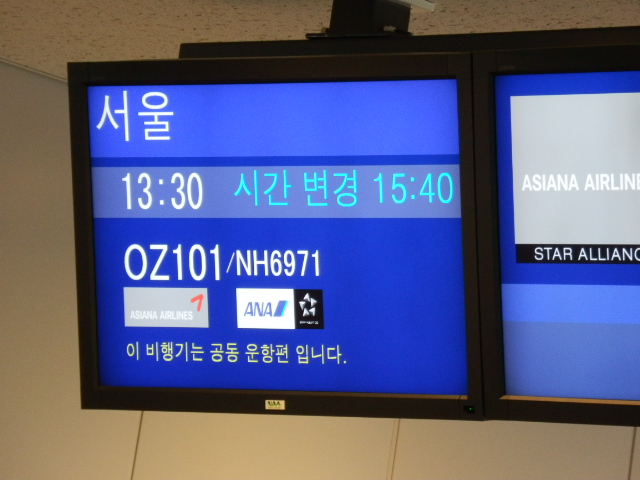 서울
13:30 시간 변경 15:40
OZ101/NH6971
ASIANA AIRLINES ANA
이 비행기는 공동 운항편 입니다.
ASIANA AIRLINE
STAR ALLIANC